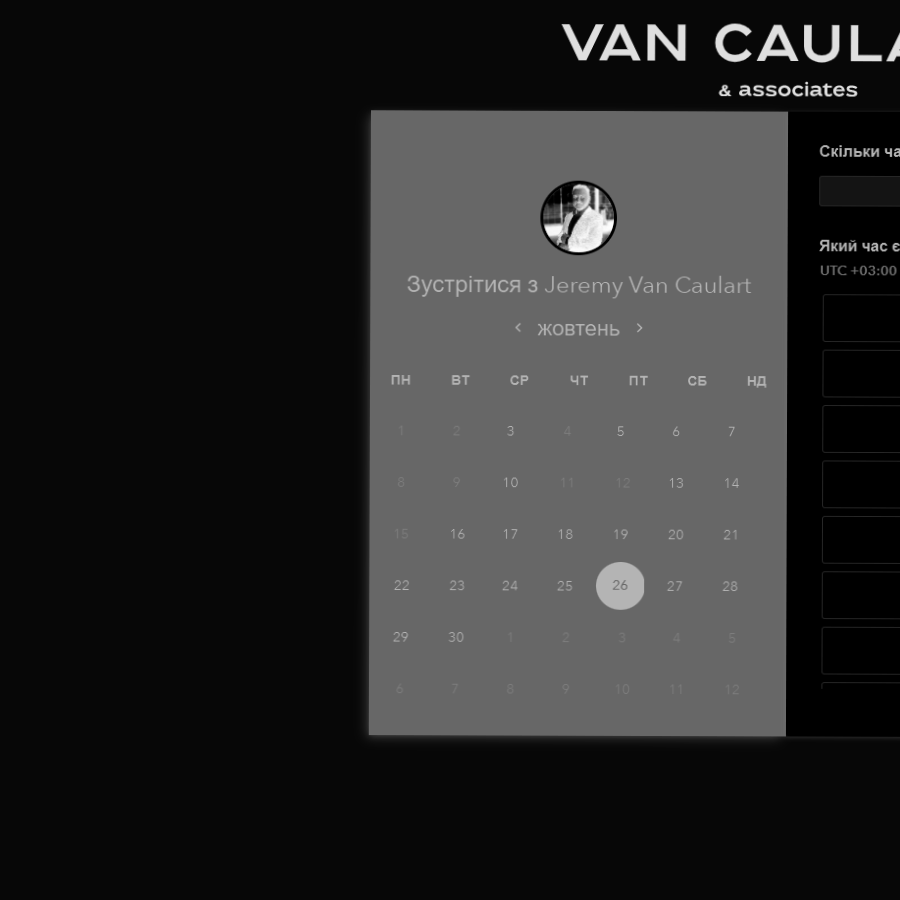 VAN CAULA
& associates
Зустрітися з Jeremy Van Caulart
жовтень
ПН ВТ СР ЧТ ПТ СБ НД
1 2 3 4 5 6 7
8 9 10 11 12 13 14
15 16 17 18 19 20 21
22 23 24 25 26 27 28
29 30 1 2 3 4 5
6 7 8 9 10 11 12
Скільки ча
Який час є
UTC +03:00